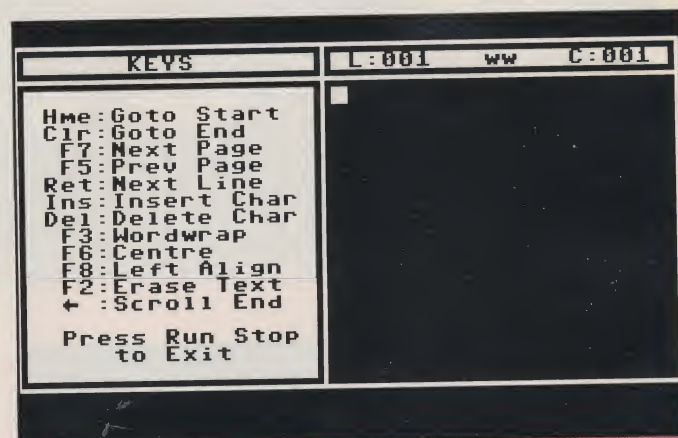 KEYS
L:001 ww C:001
Hme:Goto Start
Clr:Goto End
F7:Next Page
F5:Prev Page
Ret:Next Line
Ins:Insert Char
Del:Delete Char
F3:Wordwrap
F6:Centre
F8:Left Align
F2:Erase Text
← :Scroll End
Press Run Stop
to Exit